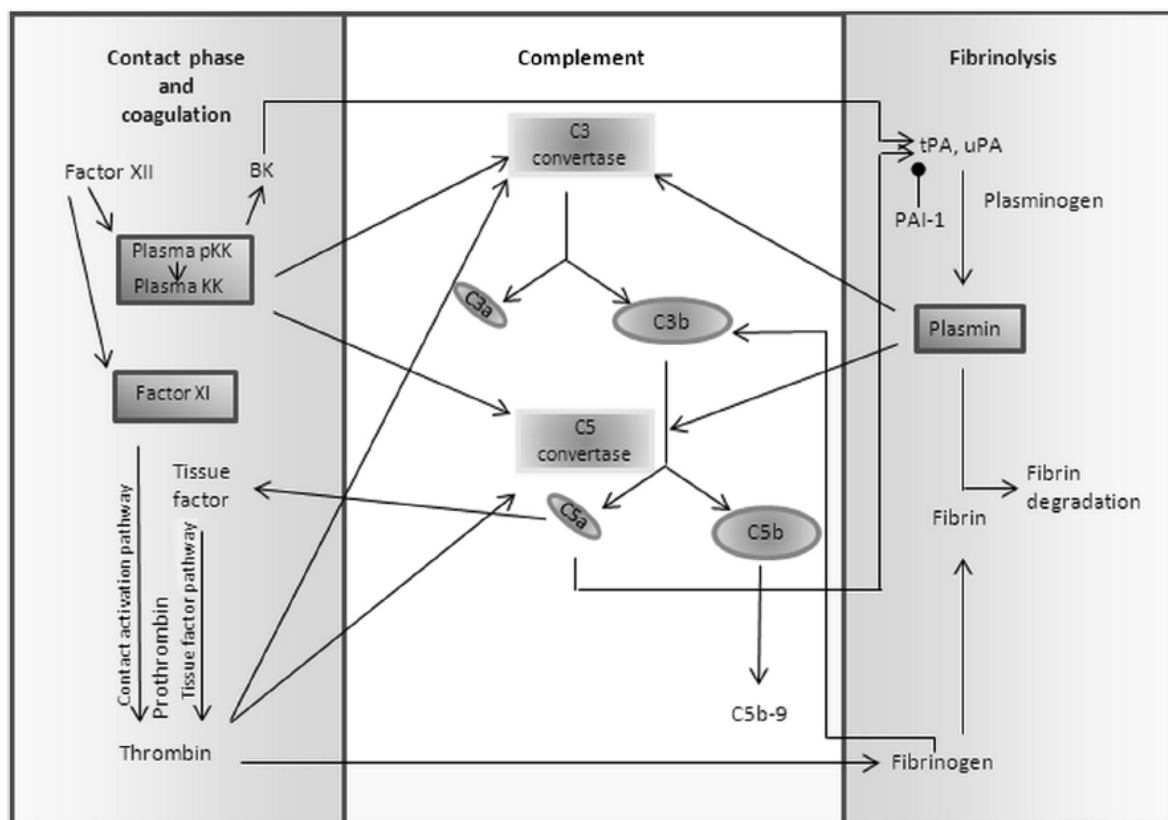 Contact phase
and
coagulation
Factor XII
BK
Plasma pKK
Plasma KK
Factor XI
Tissue
factor
Contact activation pathway
Prothrombin
Tissue factor pathway
Thrombin
Complement
C3
convertase
C3a
C3b
C5
convertase
C5a
C5b
C5b-9
Fibrinolysis
tPA, uPA
PAI-1
Plasminogen
Plasmin
Fibrin
degradation
Fibrin
Fibrinogen